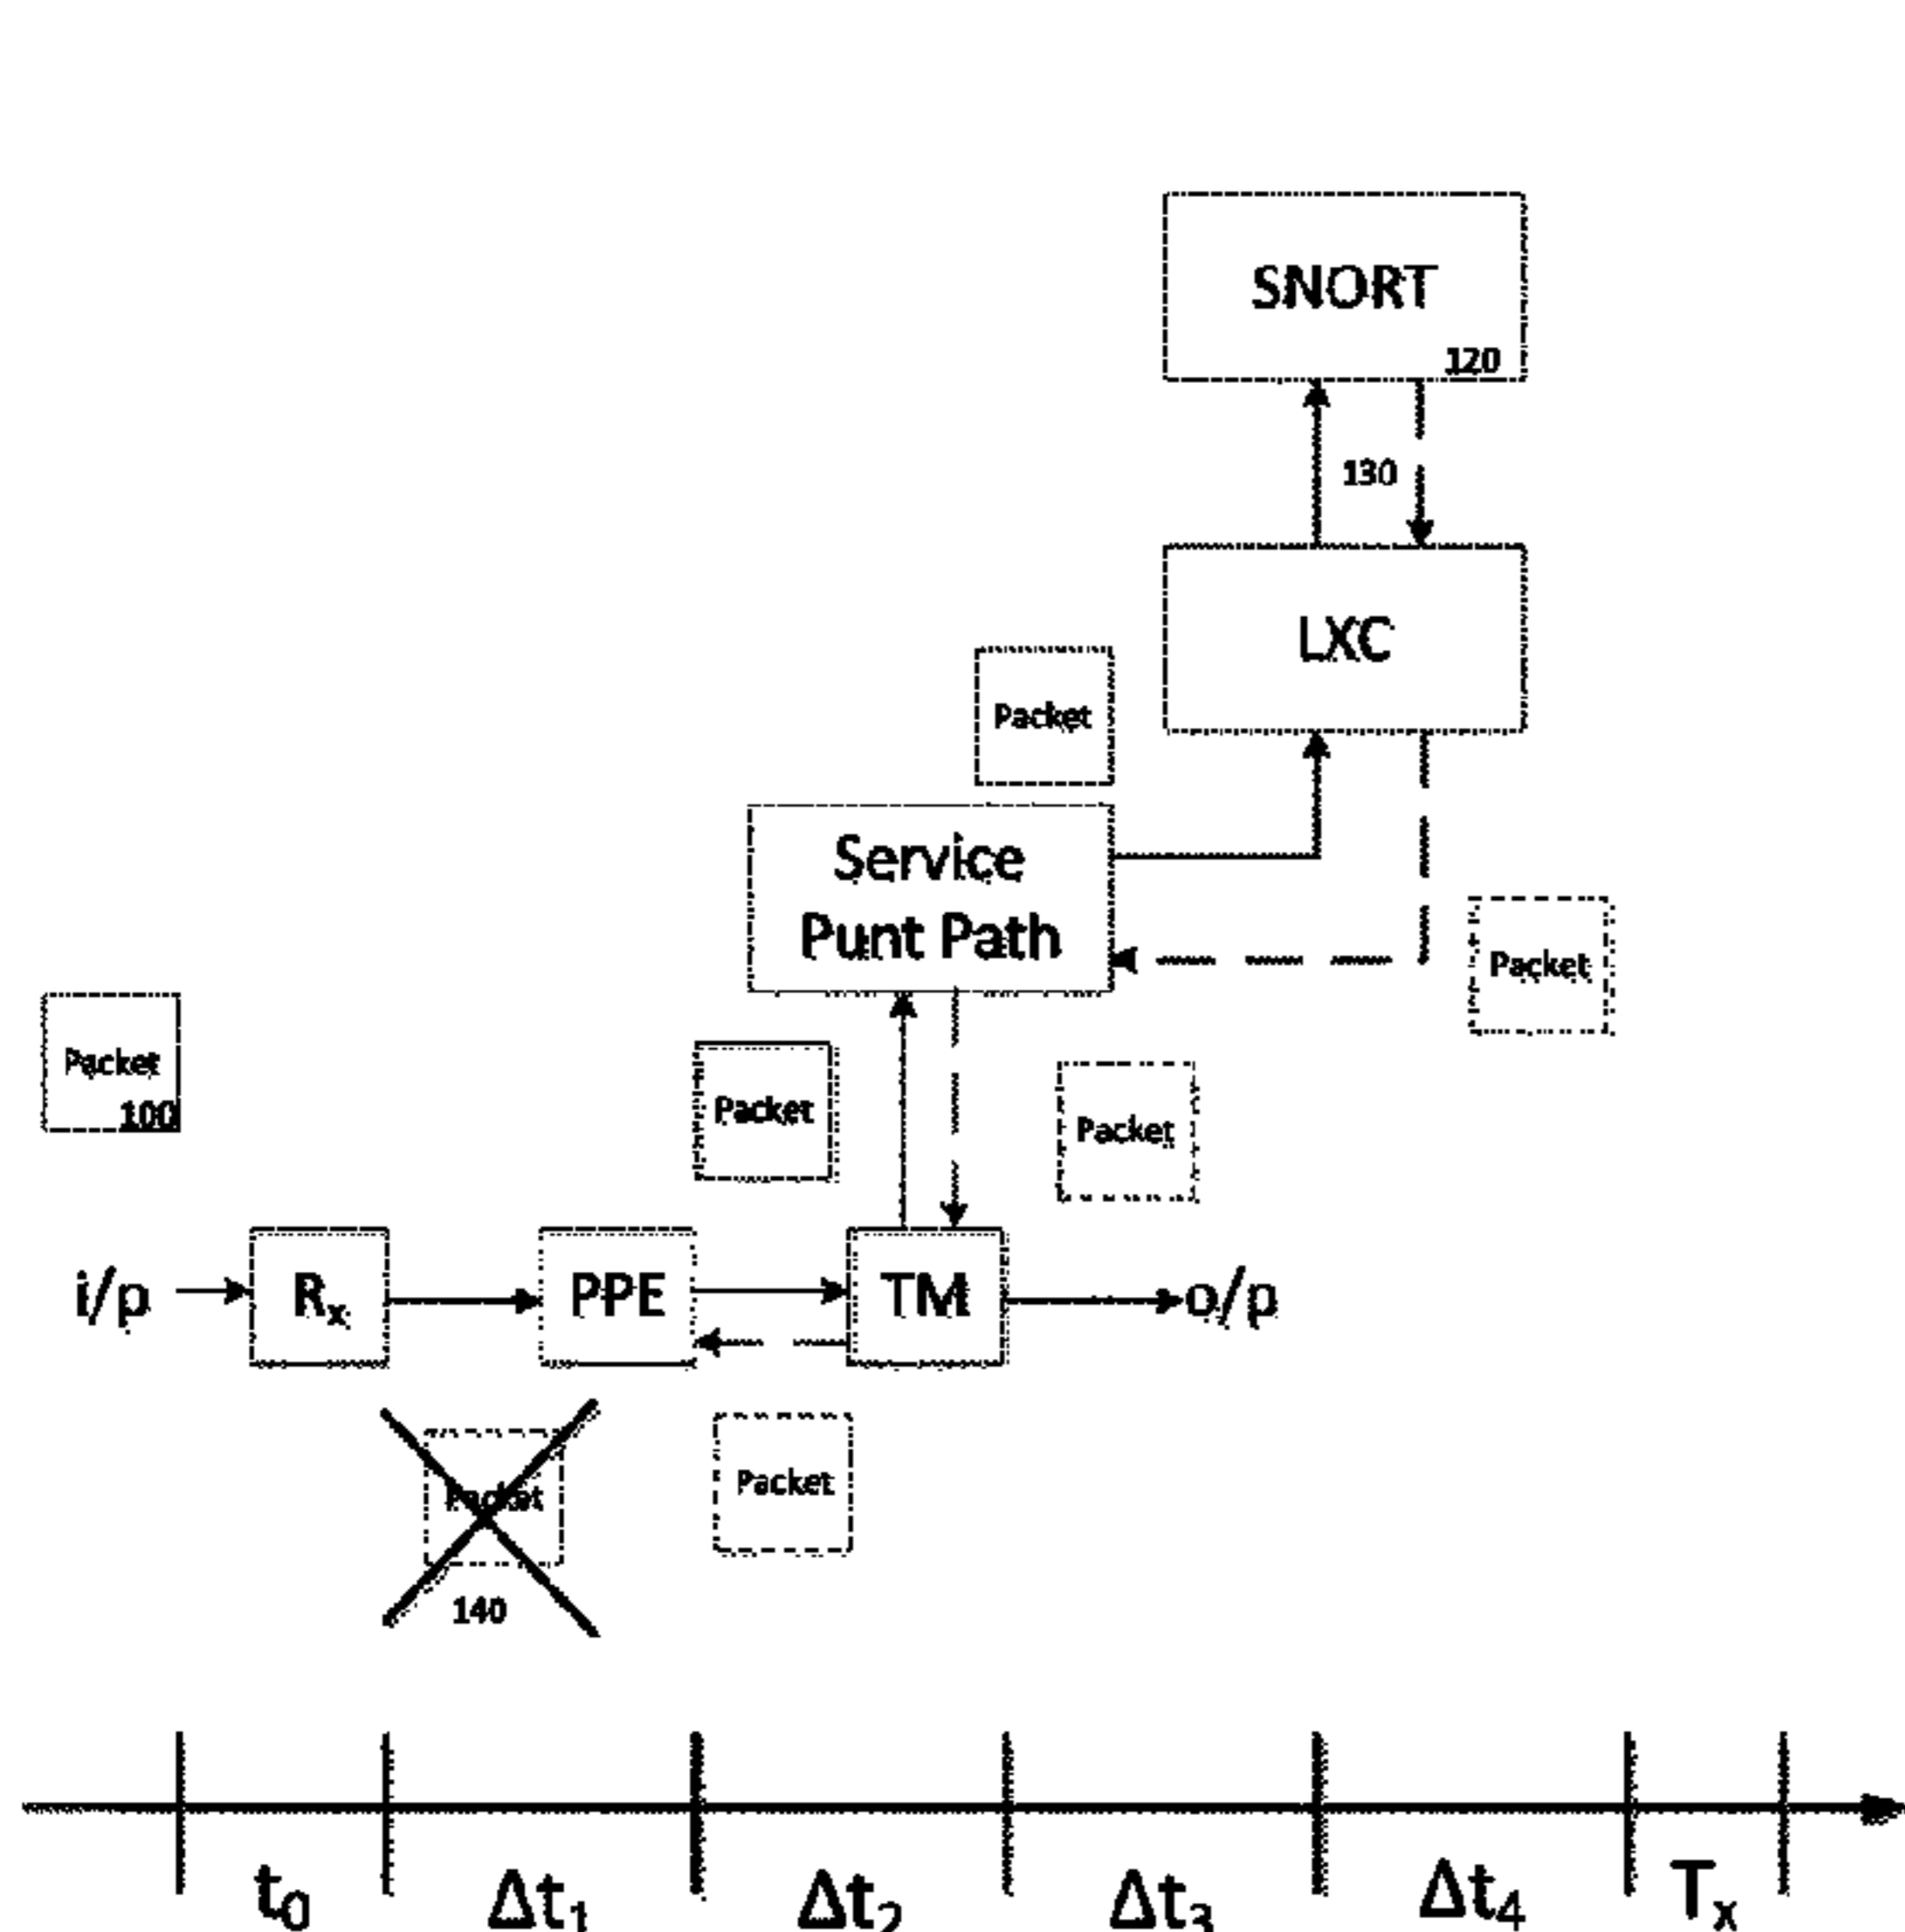 SNORT
120
130
LXC
Packet
Service
Punt Path
Packet
Packet
100
Packet
Packet
i/p
Rx
PPE
TM
o/p
Packet
Packet
140
t0
Δt1
Δt2
Δt3
Δt4
Tx